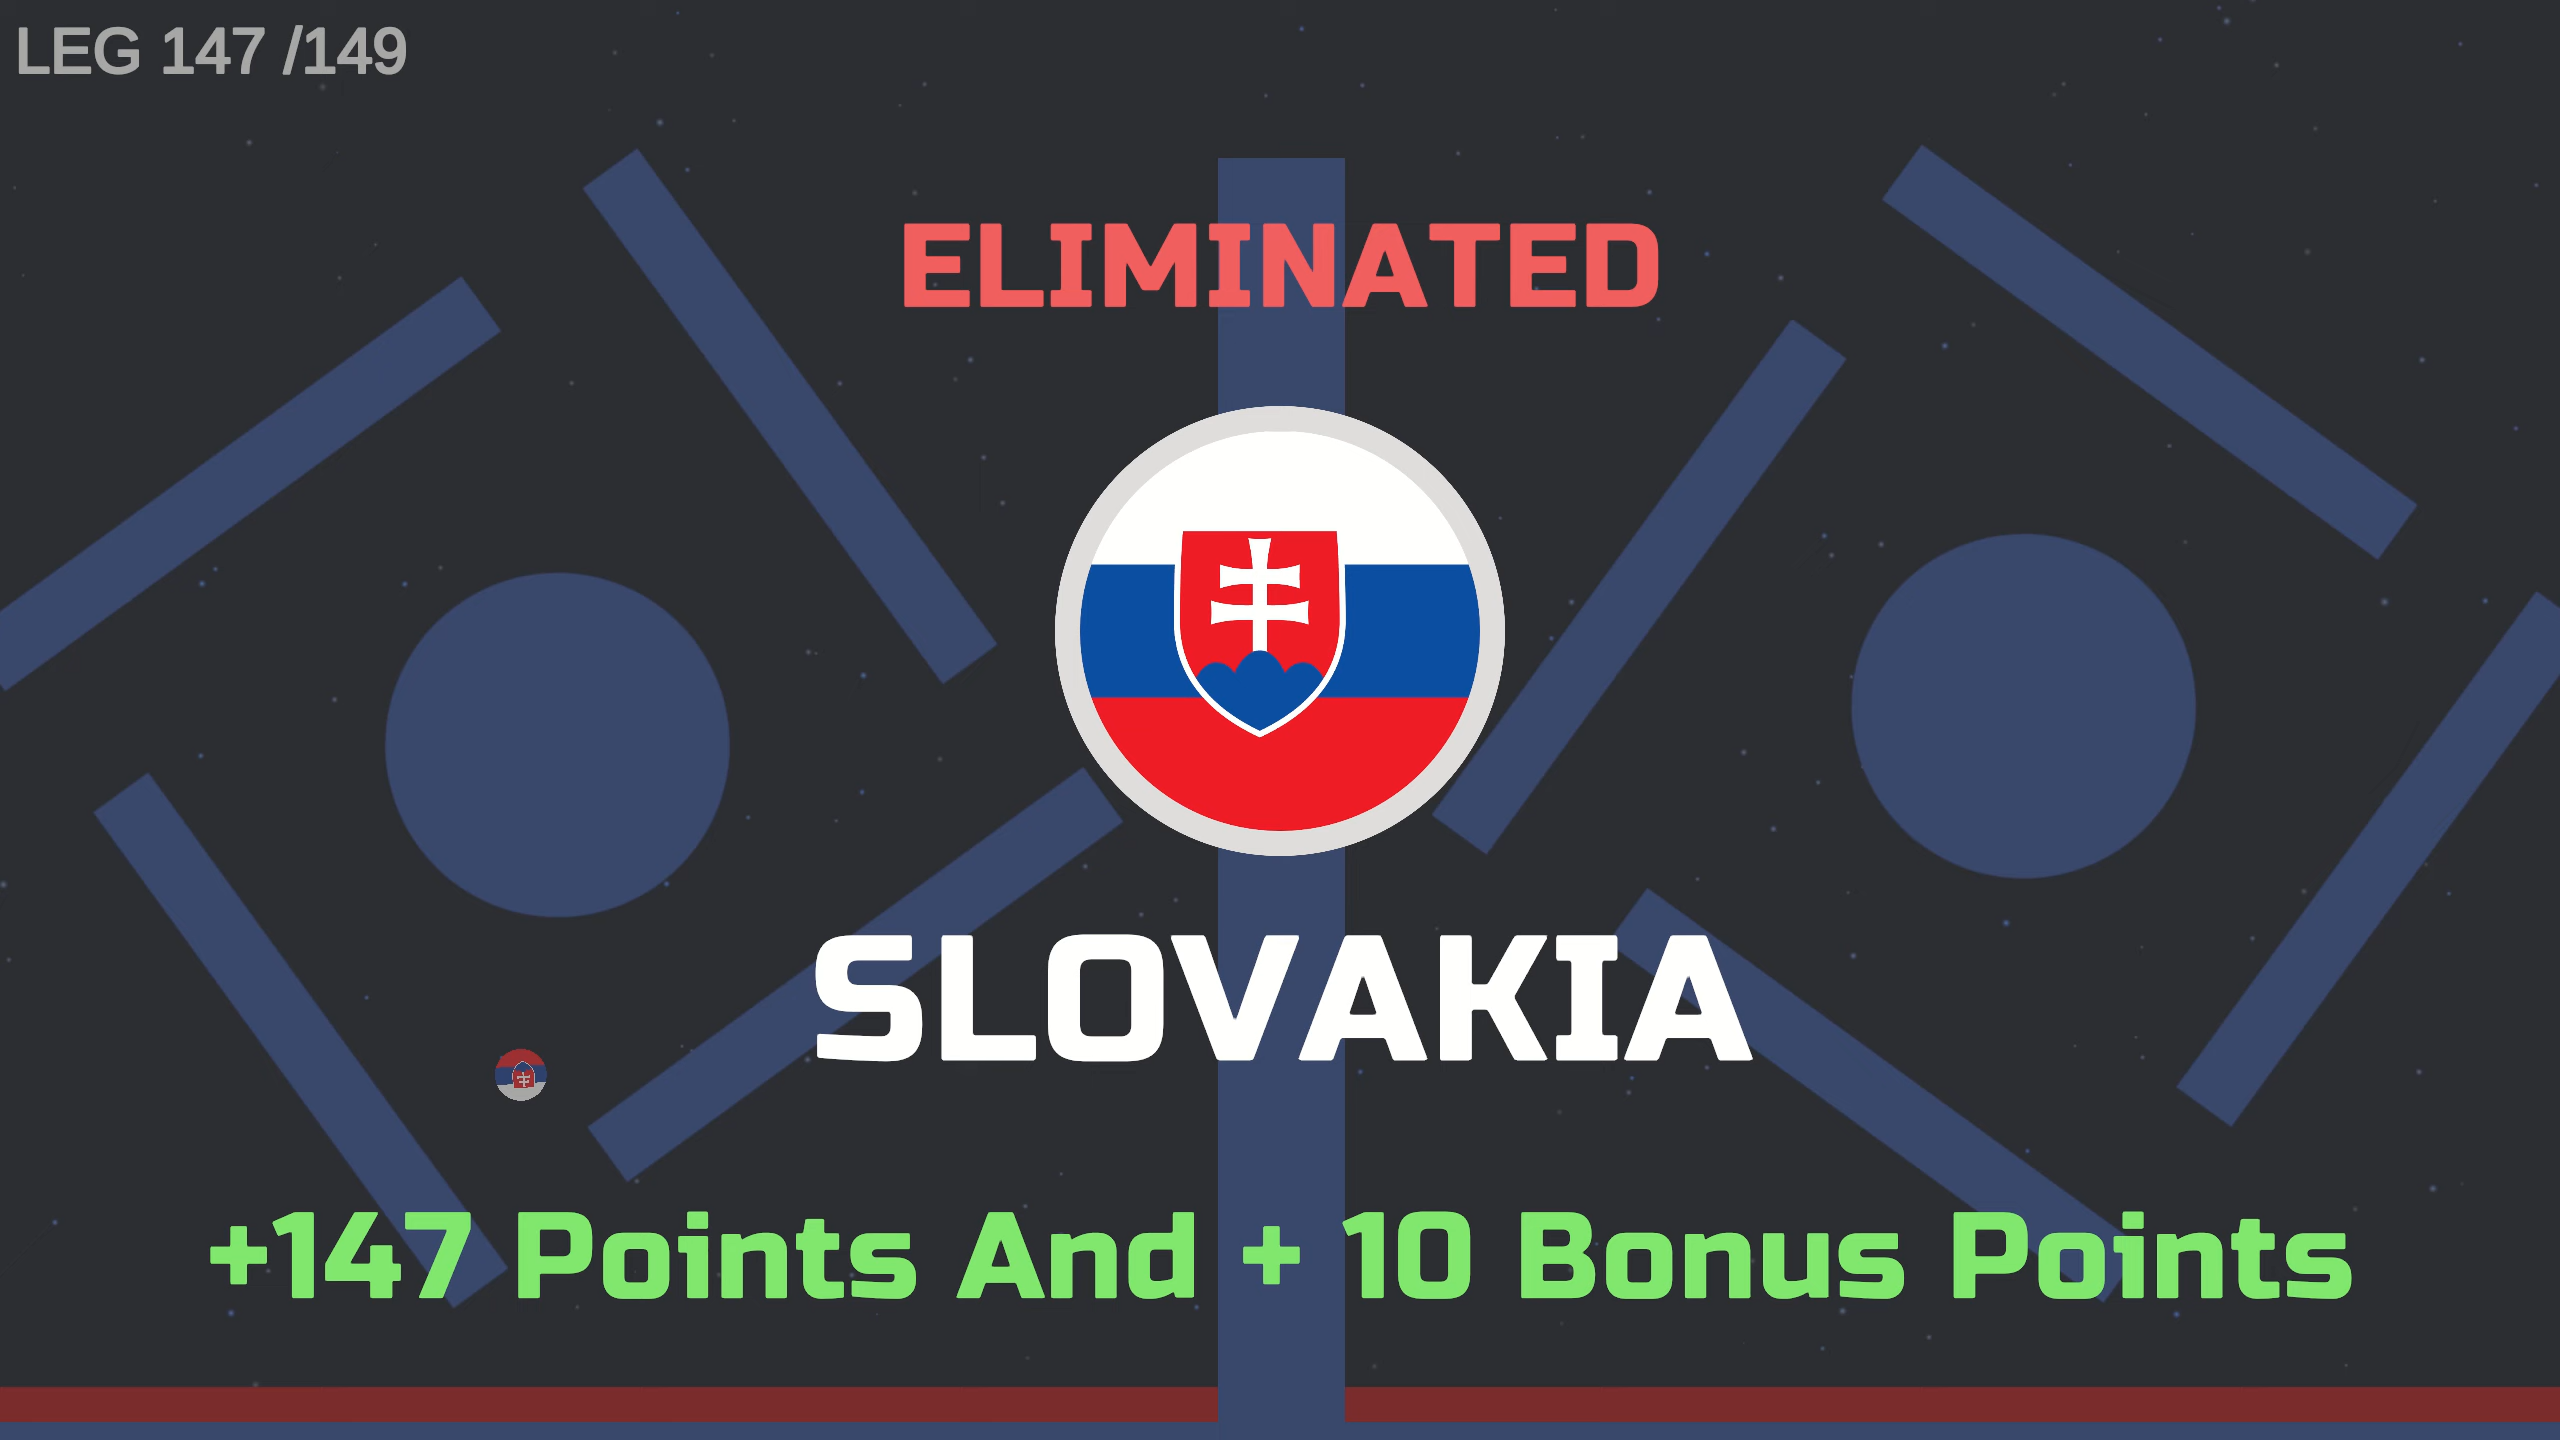 LEG 147 /149
ELIMINATED
SLOVAKIA
+147 Points And + 10 Bonus Points